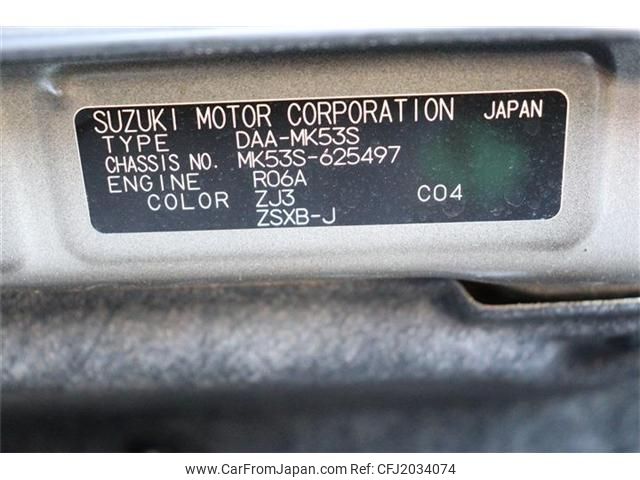 SUZUKI MOTOR CORPORATION JAPAN
TYPE DAA-MK53S
CHASSIS NO. MK53S-625497
ENGINE R06A
COLOR ZJ3 C04
ZSXB-J
© www.CarFromJapan.com - CFJ2034074